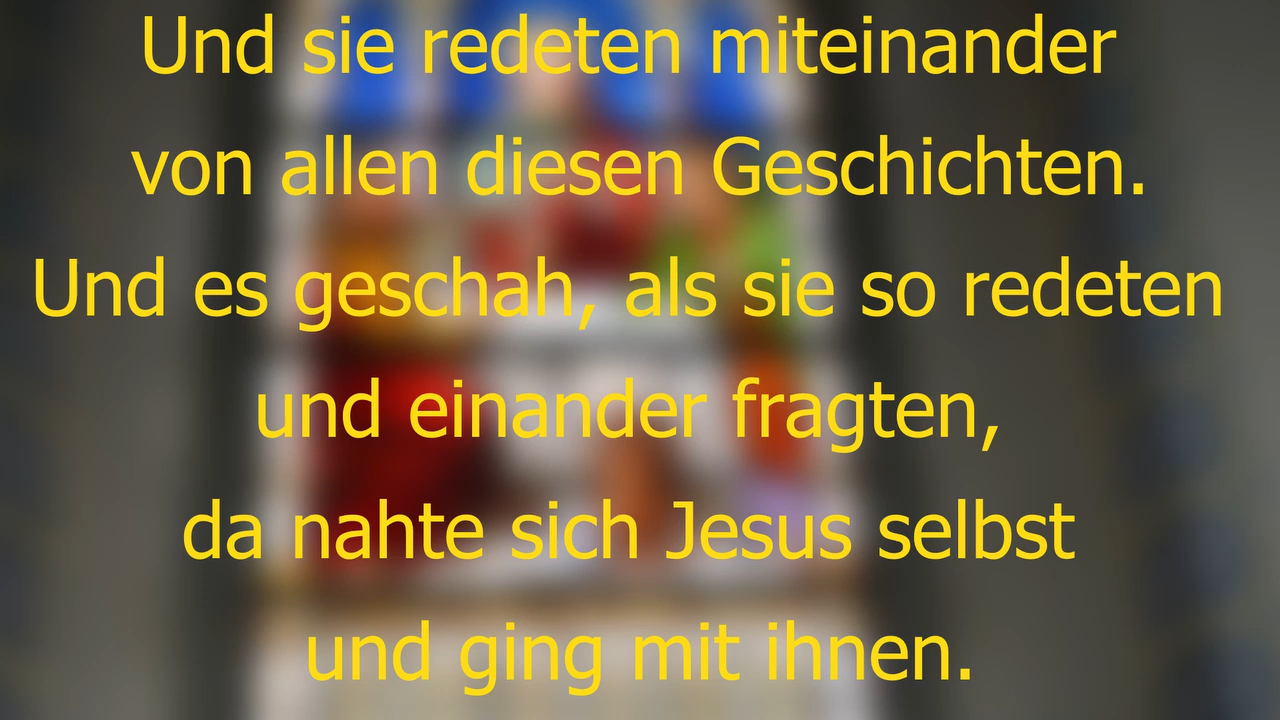 Und sie redeten miteinander
von allen diesen Geschichten.
Und es geschah, als sie so redeten
und einander fragten,
da nahte sich Jesus selbst
und ging mit ihnen.